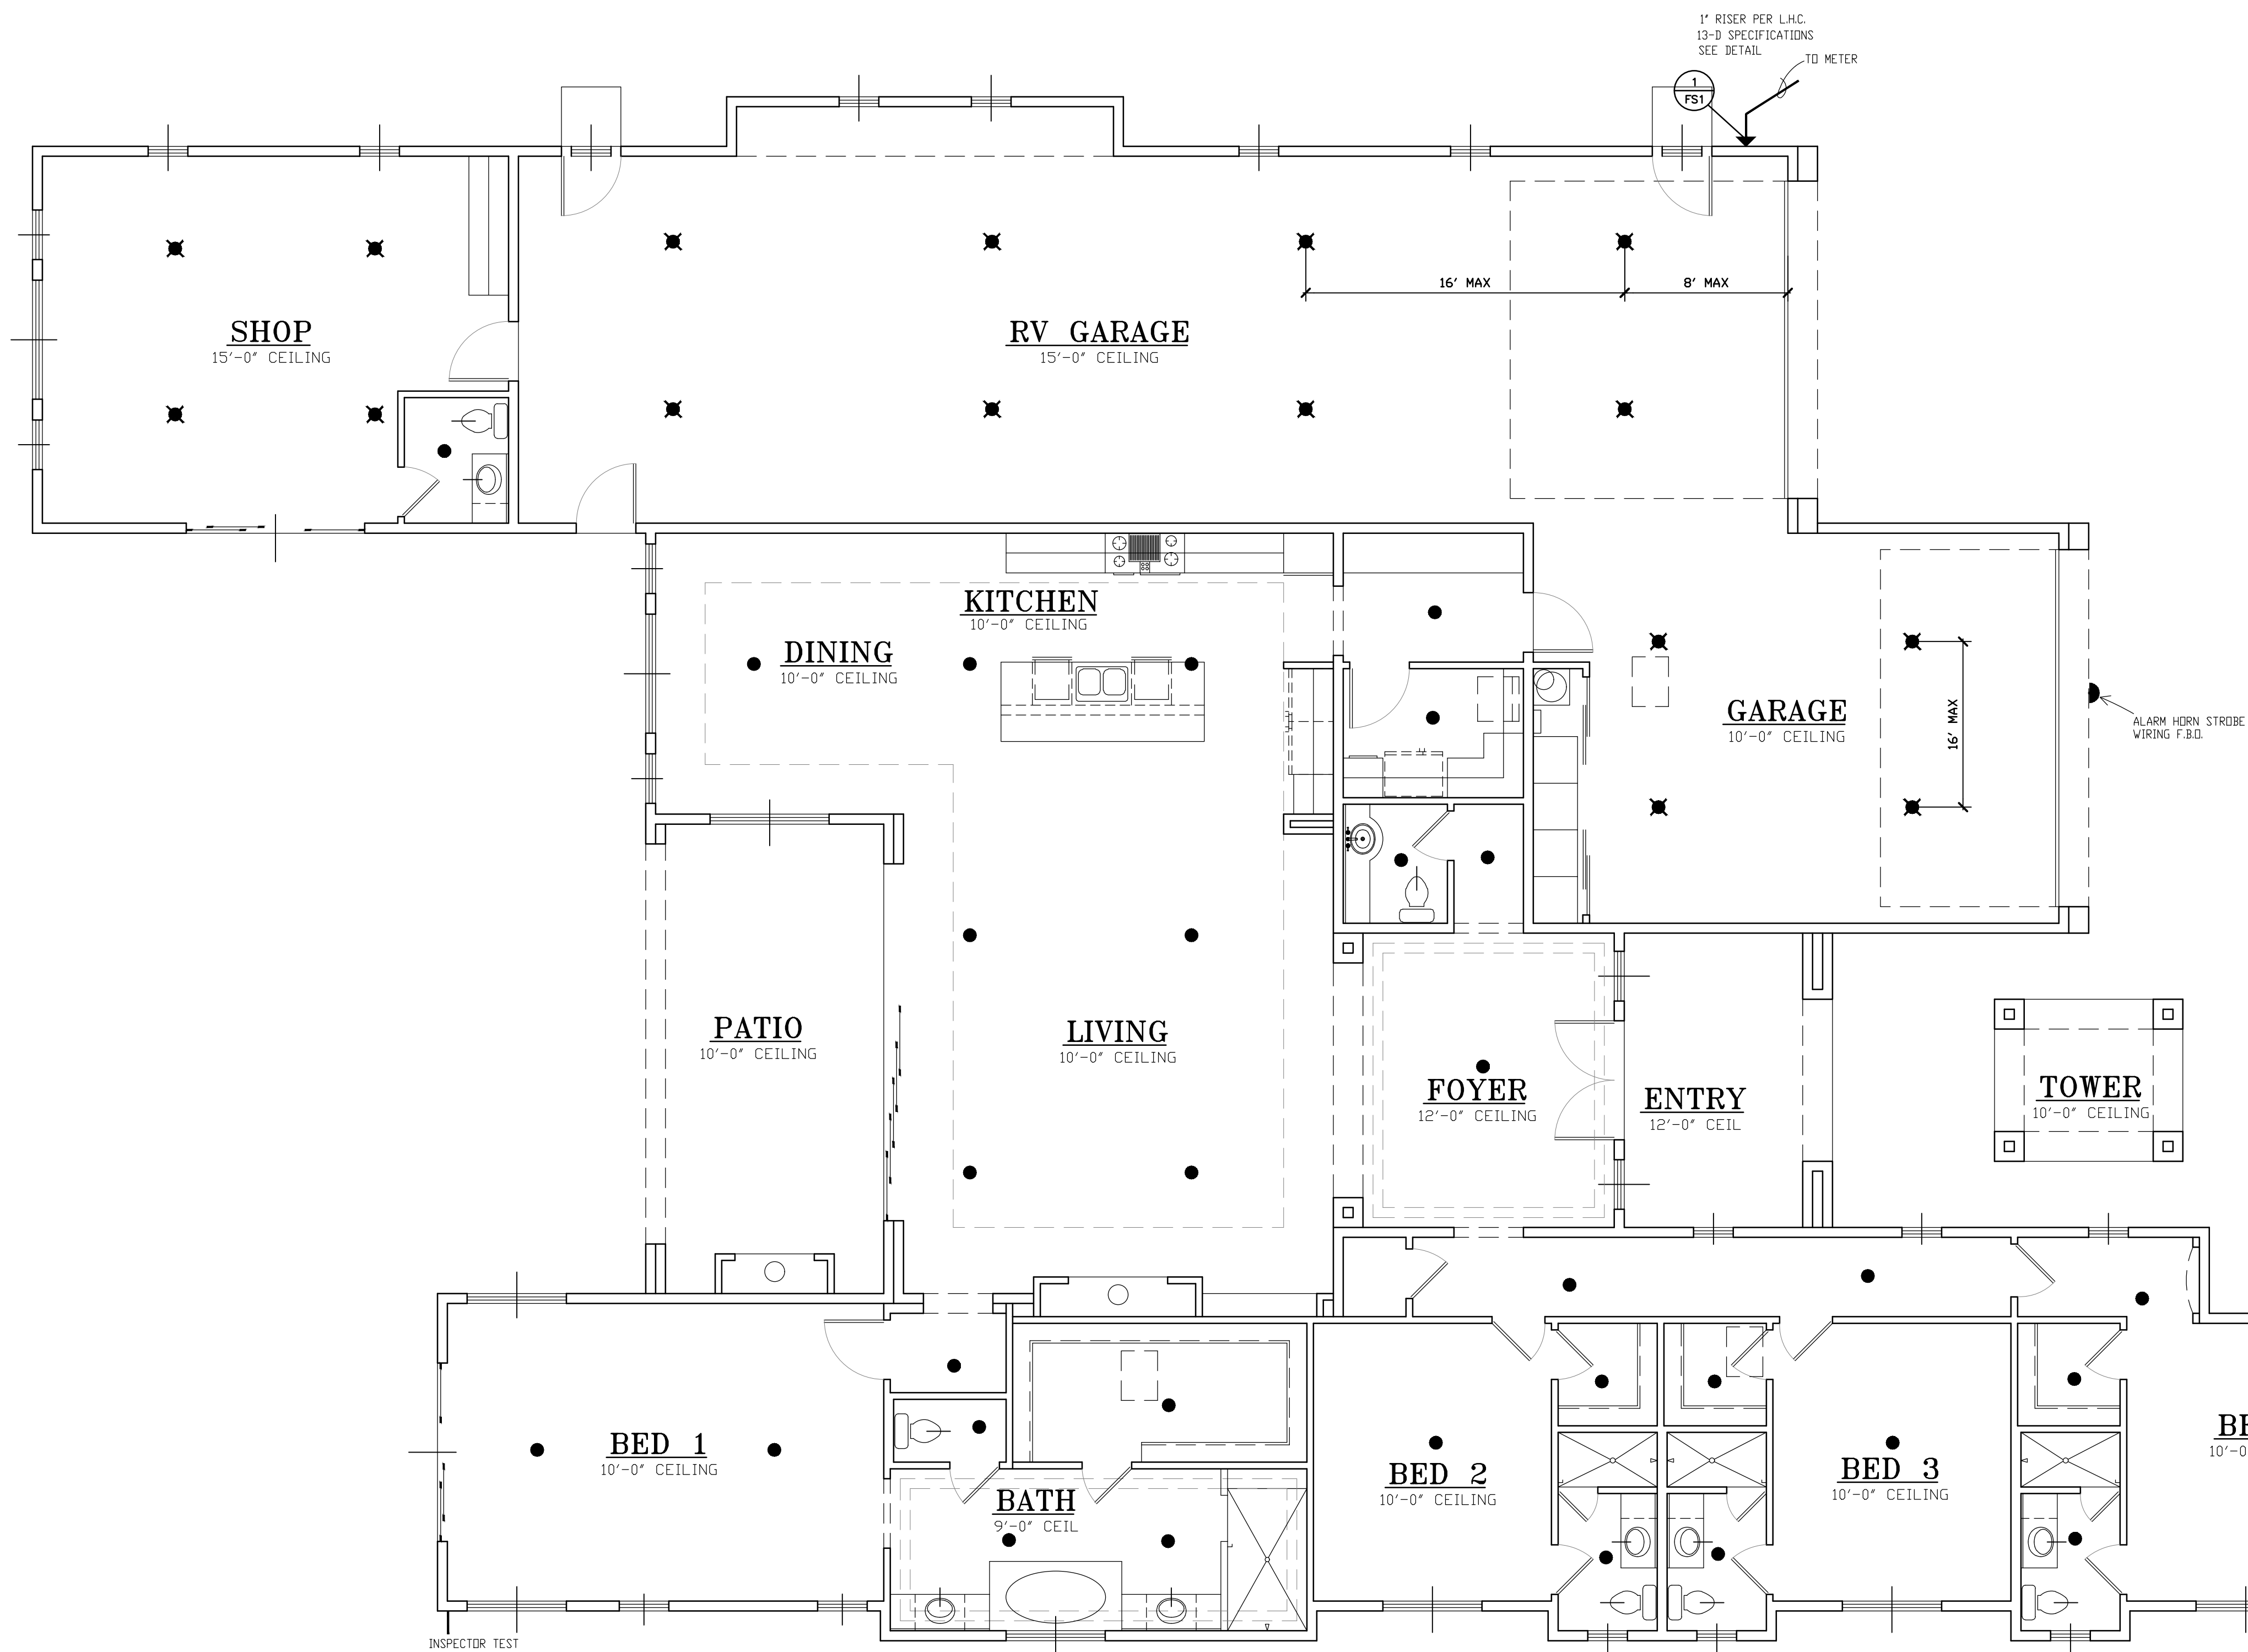 1" RISER PER L.H.C.
13-D SPECIFICATIONS
SEE DETAIL
TO METER
1
FS1
16' MAX
8' MAX
SHOP
15'-0" CEILING
RV GARAGE
15'-0" CEILING
KITCHEN
10'-0" CEILING
DINING
10'-0" CEILING
GARAGE
10'-0" CEILING
16' MAX
ALARM HORN STROBE
WIRING F.B.O.
PATIO
10'-0" CEILING
LIVING
10'-0" CEILING
FOYER
12'-0" CEILING
ENTRY
12'-0" CEIL
TOWER
10'-0" CEILING
BED 1
10'-0" CEILING
BATH
9'-0" CEIL
BED 2
10'-0" CEILING
BED 3
10'-0" CEILING
BE
10'-0
INSPECTOR TEST